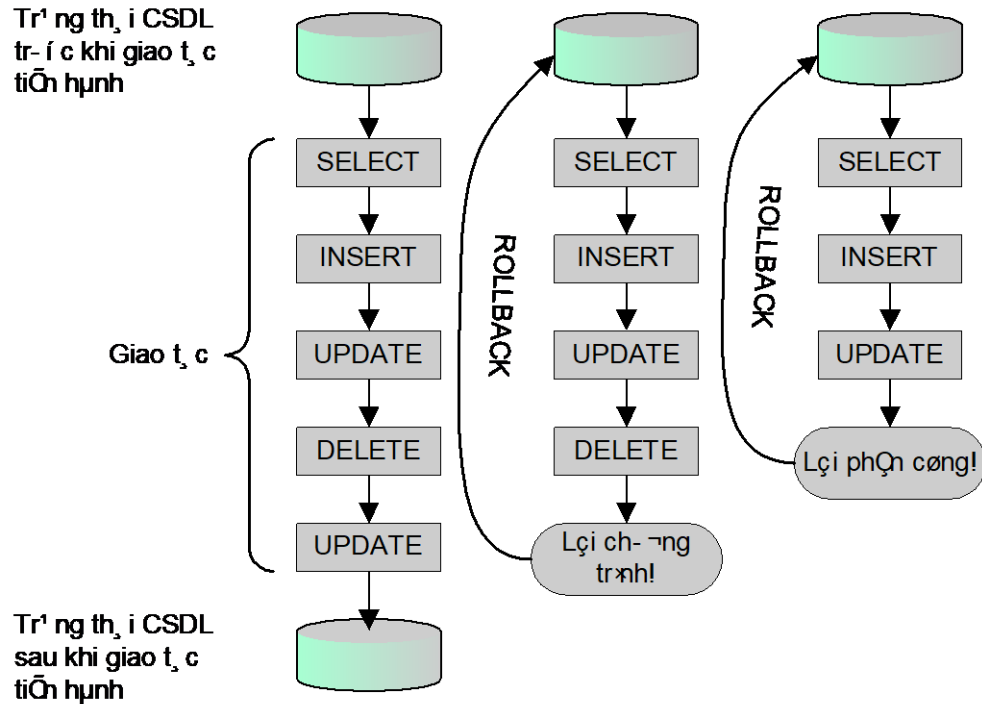 Tr¹ng th¸i CSDL
tr­-íc khi giao t¸c
tiÕn hµnh
SELECT
INSERT
UPDATE
DELETE
UPDATE
Giao t¸c
Tr¹ng th¸i CSDL
sau khi giao t¸c
tiÕn hµnh
ROLLBACK
SELECT
INSERT
UPDATE
DELETE
Lçi ch-¬ng
tr×nh!
ROLLBACK
SELECT
INSERT
UPDATE
Lçi phÇn cøng!